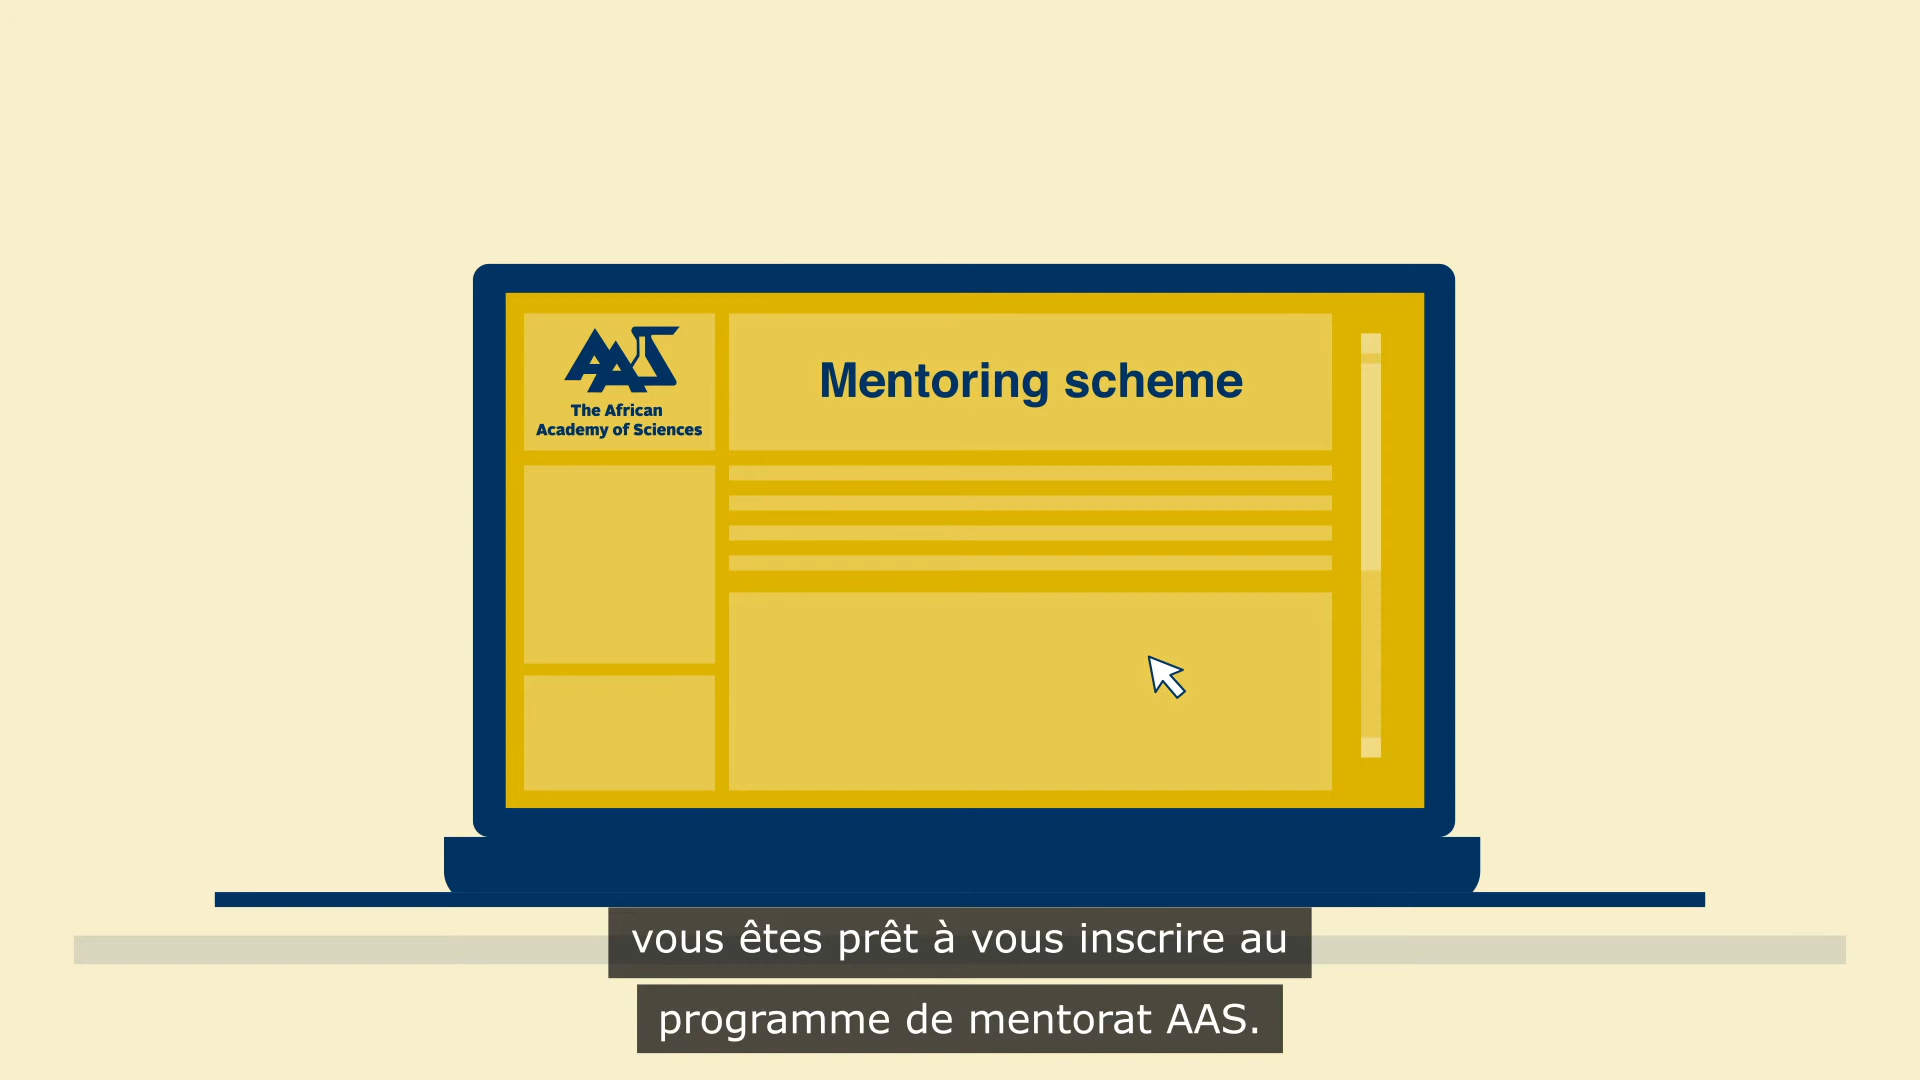 The African
Academy of Sciences
Mentoring scheme
vous êtes prêt à vous inscrire au
programme de mentorat AAS.